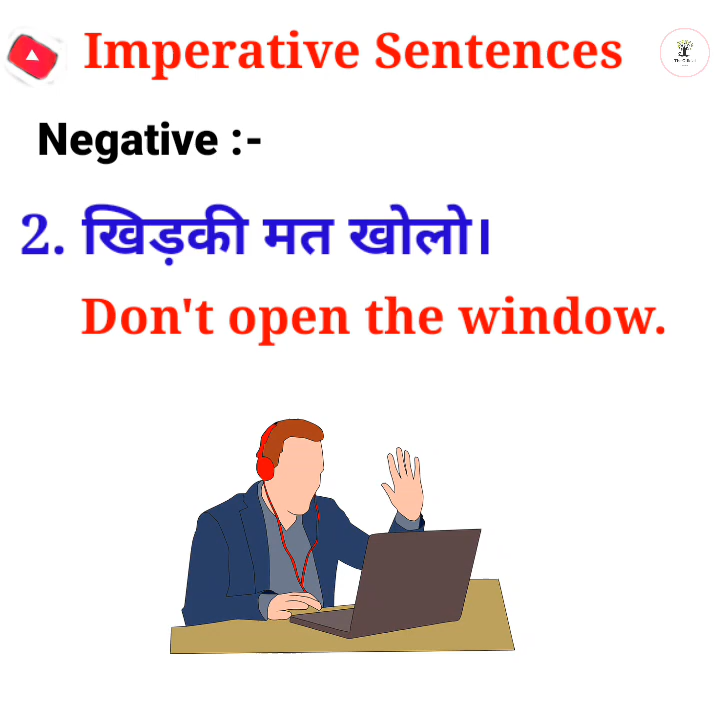 Imperative Sentences
Negative :-
2. खिड़की मत खोलो।
Don't open the window.